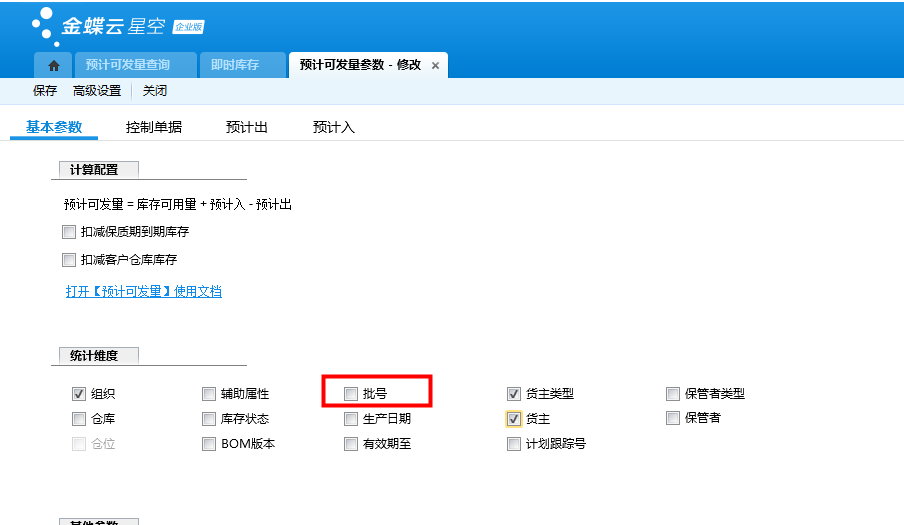 金蝶云 星空 企业版
预计可发量查询 即时库存 预计可发量参数 - 修改 ×
保存 高级设置 关闭
基本参数 控制单据 预计出 预计入
计算配置
预计可发量 = 库存可用量 + 预计入 - 预计出
扣减保质期到期库存
扣减客户仓库库存
打开【预计可发量】使用文档
统计维度
组织 辅助属性 批号 货主类型 保管者类型
仓库 库存状态 生产日期 货主 保管者
仓位 BOM版本 有效期至 计划跟踪号
其他参数